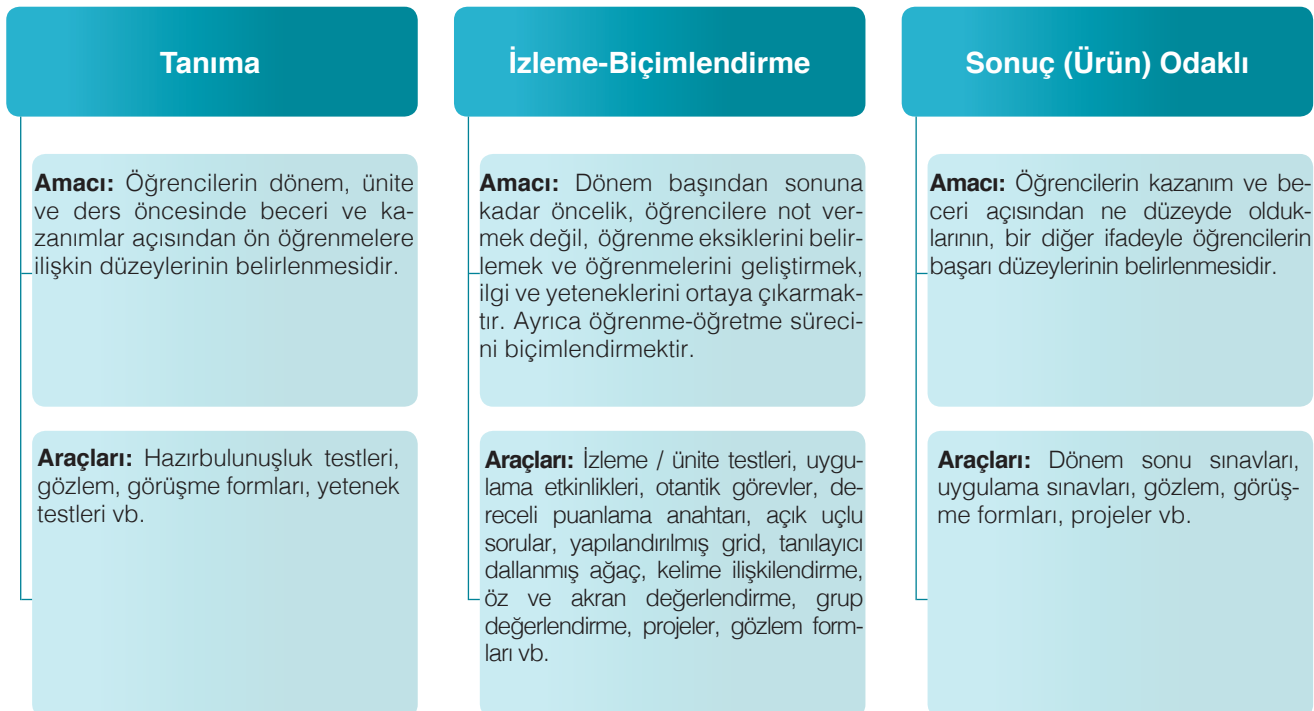 Tanıma
Amacı: Öğrencilerin dönem, ünite
ve ders öncesinde beceri ve ka-
zanımlar açısından ön öğrenmelere
ilişkin düzeylerinin belirlenmesidir.
Araçları: Hazırbulunuşluk testleri,
gözlem, görüşme formları, yetenek
testleri vb.
İzleme-Biçimlendirme
Amacı: Dönem başından sonuna
kadar öncelik, öğrencilere not ver-
mek değil, öğrenme eksiklerini belir-
lemek ve öğrenmelerini geliştirmek,
ilgi ve yeteneklerini ortaya çıkarmak-
tır. Ayrıca öğrenme-öğretme süreci-
ni biçimlendirmektir.
Araçları: İzleme / ünite testleri, uygu-
lama etkinlikleri, otantik görevler, de-
receli puanlama anahtarı, açık uçlu
sorular, yapılandırılmış grid, tanılayıcı
dallanmış ağaç, kelime ilişkilendirme,
öz ve akran değerlendirme, grup
değerlendirme, projeler, gözlem form-
ları vb.
Sonuç (Ürün) Odaklı
Amacı: Öğrencilerin kazanım ve be-
ceri açısından ne düzeyde olduk-
larının, bir diğer ifadeyle öğrencilerin
başarı düzeylerinin belirlenmesidir.
Araçları: Dönem sonu sınavları,
uygulama sınavları, gözlem, görüş-
me formları, projeler vb.